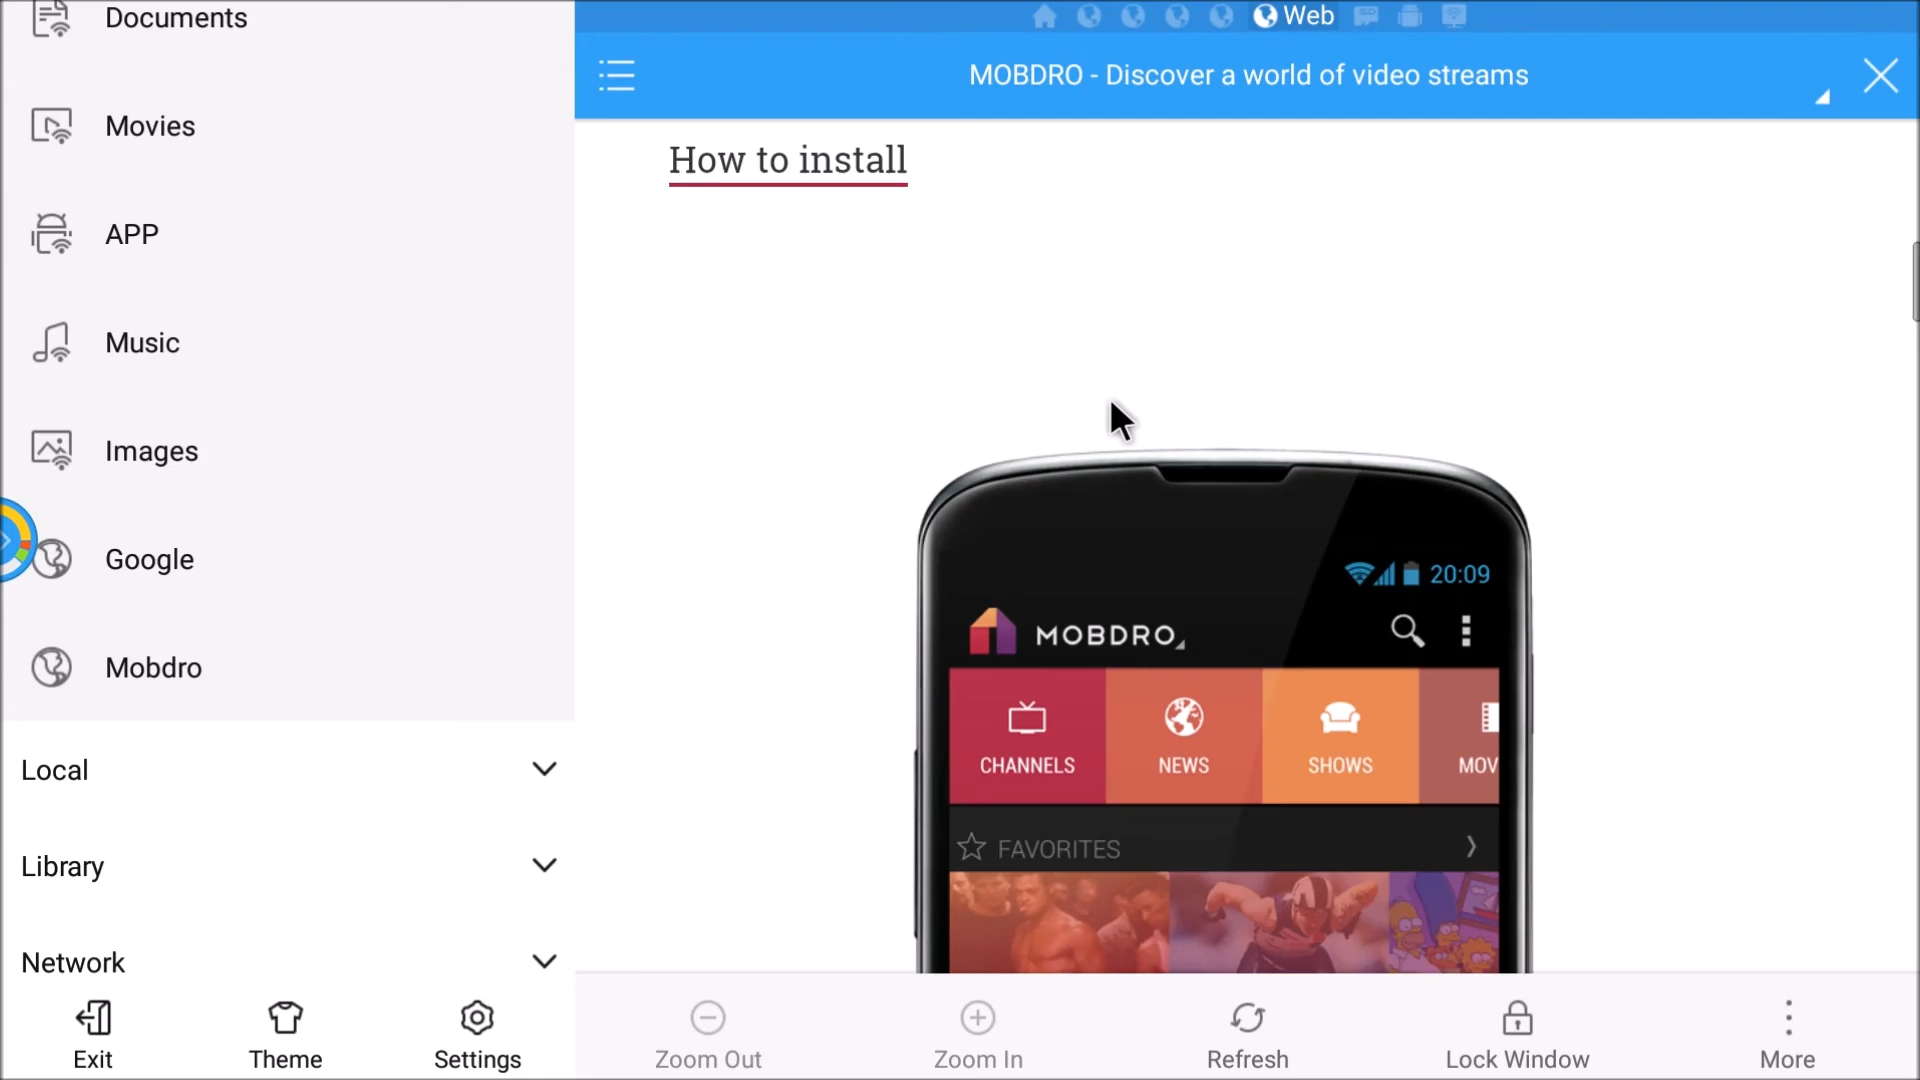 Documents
Movies
APP
Music
Images
Google
Mobdro
Local
Library
Network
Exit
Theme
Settings
Web
MOBDRO - Discover a world of video streams
How to install
20:09
MOBDRO
CHANNELS
NEWS
SHOWS
MOV
FAVORITES
Zoom Out
Zoom In
Refresh
Lock Window
More